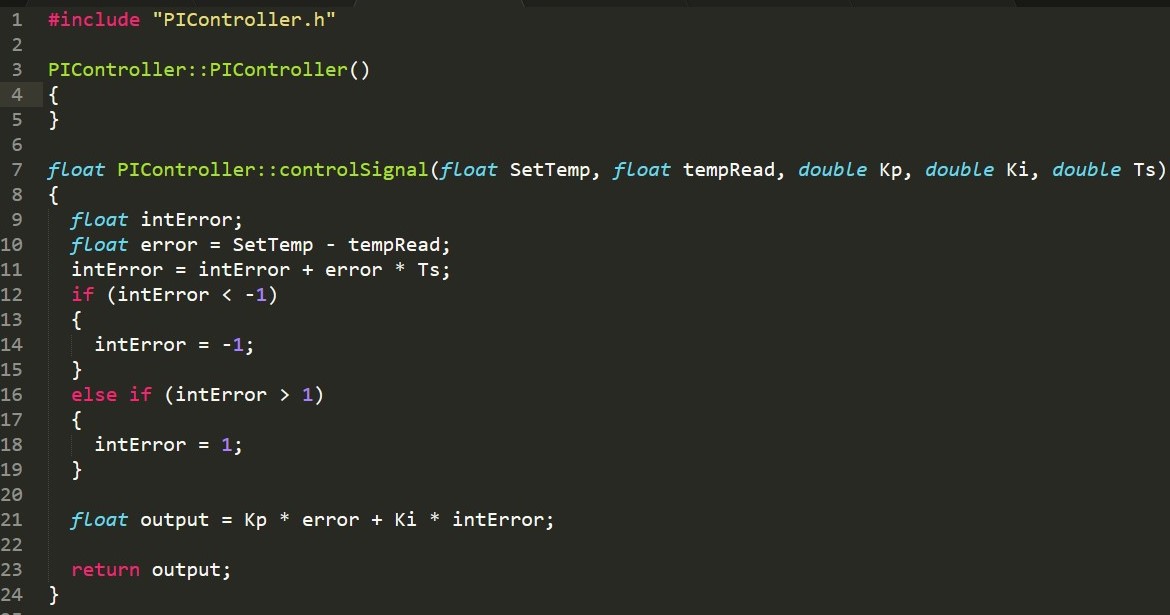 1 #include "PIController.h"
2
3 PIController::PIController()
4 {
5 }
6
7 float PIController::controlSignal(float SetTemp, float tempRead, double Kp, double Ki, double Ts)
8 {
9   float intError;
10   float error = SetTemp - tempRead;
11   intError = intError + error * Ts;
12   if (intError < -1)
13   {
14     intError = -1;
15   }
16   else if (intError > 1)
17   {
18     intError = 1;
19   }
20
21   float output = Kp * error + Ki * intError;
22
23   return output;
24 }